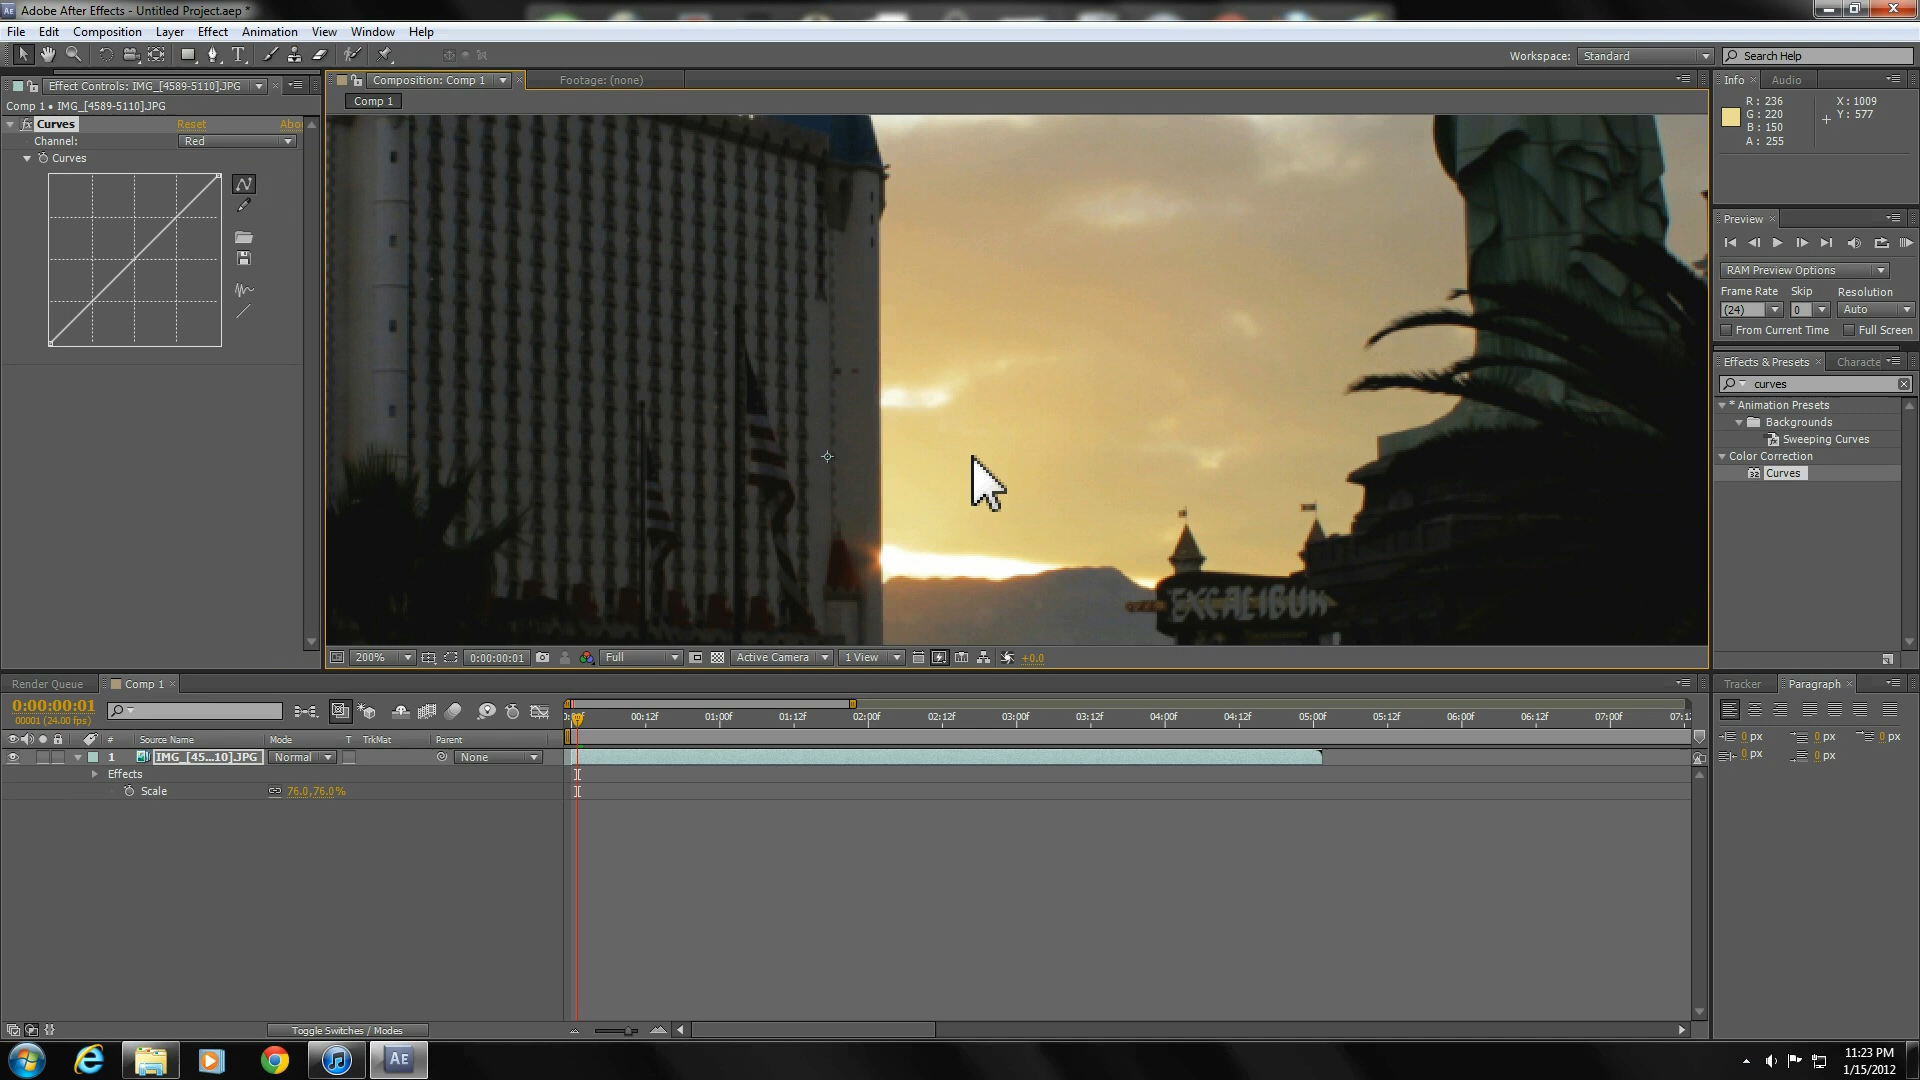 Adobe After Effects - Untitled Project.aep *
File Edit Composition Layer Effect Animation View Window Help
Workspace: Standard Search Help
Effect Controls: IMG_[4589-5110].JPG
Composition: Comp 1
Footage: (none)
Info Audio
Comp 1 • IMG_[4589-5110].JPG
Comp 1
R: 236
G: 220
B: 150
A: 255
X: 1009
Y: 577
Curves Reset Abo
Channel: Red
Curves
Preview
RAM Preview Options
Frame Rate Skip Resolution
(24) 0 Auto
From Current Time Full Screen
Effects & Presets Characte
curves
* Animation Presets
Backgrounds
Sweeping Curves
Color Correction
32 Curves
EXCALIBUR
200% 0:00:00:01 Full Active Camera 1 View +0.0
Render Queue Comp 1
Tracker Paragraph
0:00:00:01
00001 (24.00 fps)
00:12f 01:00f 01:12f 02:00f 02:12f 03:00f 03:12f 04:00f 04:12f 05:00f 05:12f 06:00f 06:12f 07:00f 07:12
# Source Name Mode T TrkMat Parent
1 IMG_[45...10].JPG Normal None
Effects
Scale 76.0,76.0%
0 px 0 px 0 px
0 px 0 px
Toggle Switches / Modes
Ae
11:23 PM
1/15/2012